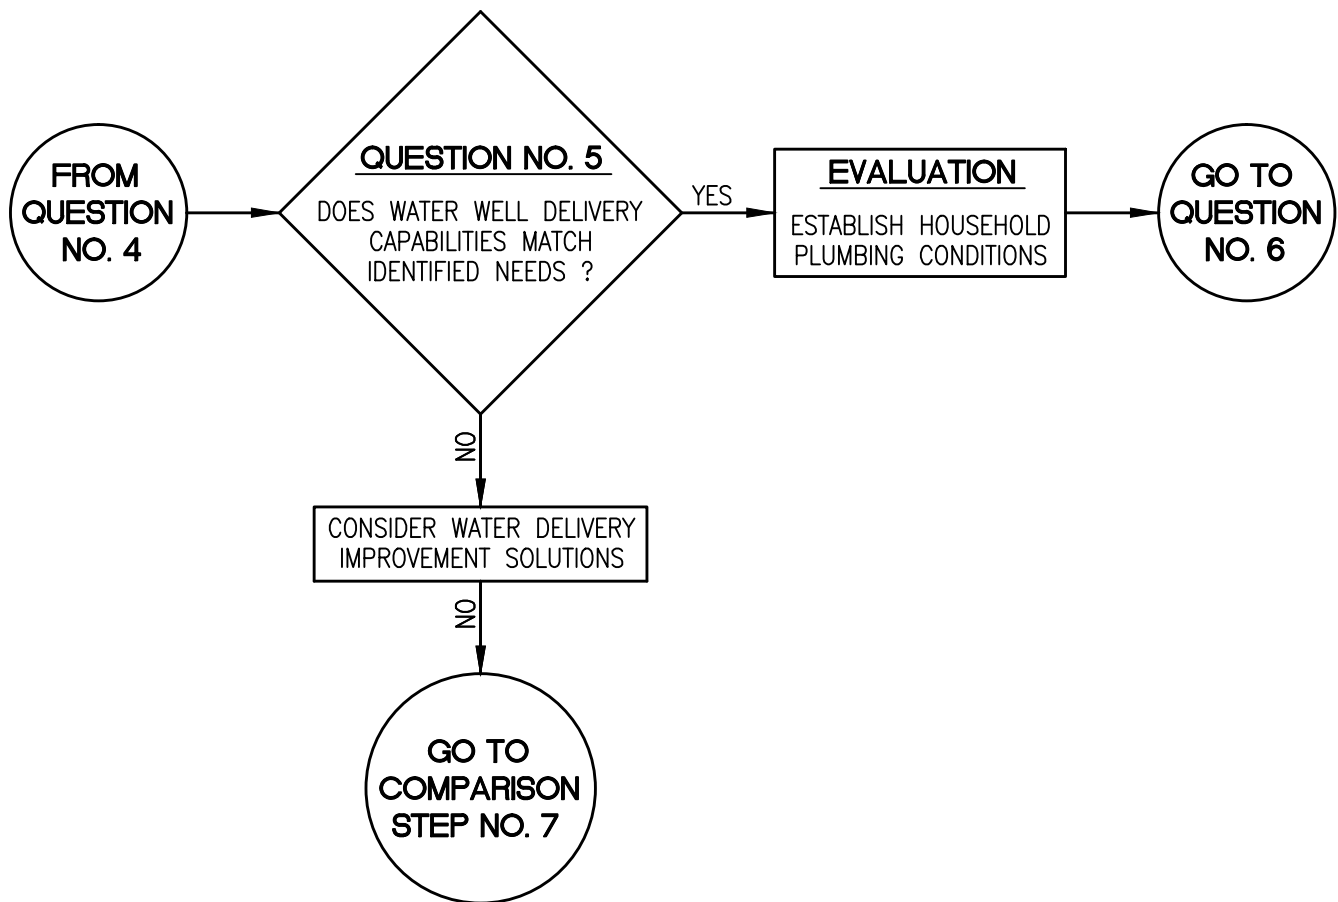 FROM
QUESTION
NO. 4
QUESTION NO. 5
DOES WATER WELL DELIVERY
CAPABILITIES MATCH
IDENTIFIED NEEDS ?
YES
EVALUATION
ESTABLISH HOUSEHOLD
PLUMBING CONDITIONS
GO TO
QUESTION
NO. 6
NO
CONSIDER WATER DELIVERY
IMPROVEMENT SOLUTIONS
NO
GO TO
COMPARISON
STEP NO. 7